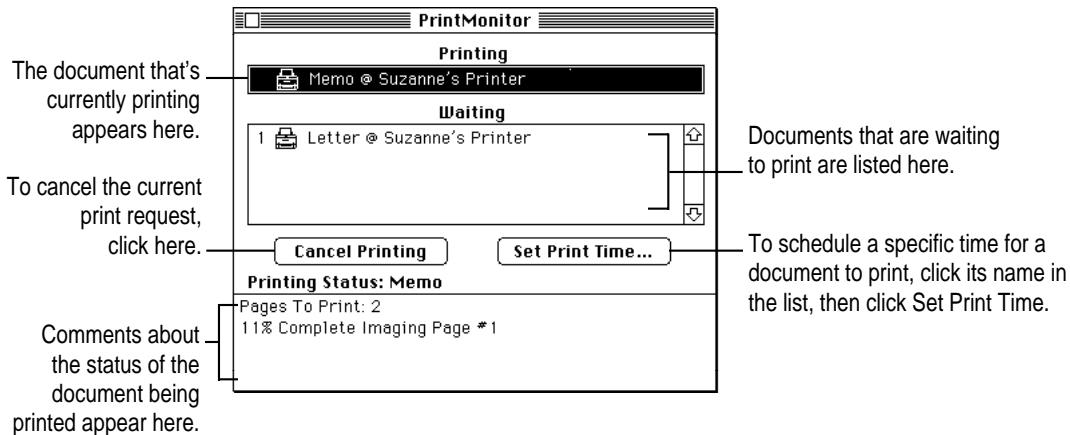 PrintMonitor
Printing
The document that's
currently printing
appears here.
Memo @ Suzanne's Printer
Waiting
1 Letter @ Suzanne's Printer
Documents that are waiting
to print are listed here.
To cancel the current
print request,
click here.
Cancel Printing
Set Print Time...
To schedule a specific time for a
document to print, click its name in
the list, then click Set Print Time.
Printing Status: Memo
Pages To Print: 2
11% Complete Imaging Page #1
Comments about
the status of the
document being
printed appear here.